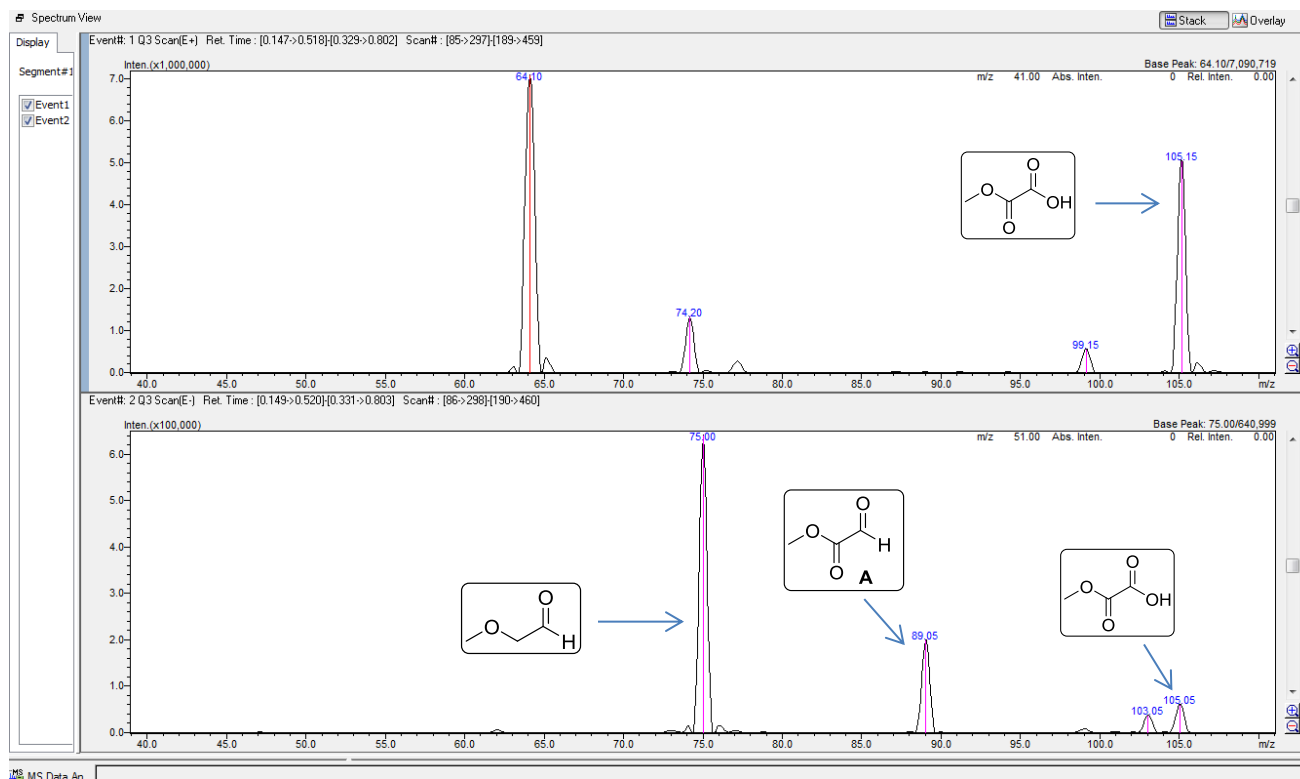 Spectrum View
Stack
Overlay
Display
Segment#1
Event1
Event2
Event#: 1 Q3 Scan(E+) Ret. Time : [0.147->0.518]-[0.329->0.802] Scan# : [85->297]-[189->459]
Inten.(x1,000,000)
Base Peak: 64.10/7,090,719
m/z 41.00 Abs. Inten. 0 Rel. Inten. 0.00
7.0
6.0
5.0
4.0
3.0
2.0
1.0
0.0
64.10
74.20
99.15
105.15
O
O
OH
O
40.0 45.0 50.0 55.0 60.0 65.0 70.0 75.0 80.0 85.0 90.0 95.0 100.0 105.0 m/z
Event#: 2 Q3 Scan(E-) Ret. Time : [0.149->0.520]-[0.331->0.803] Scan# : [86->298]-[190->460]
Inten.(x100,000)
Base Peak: 75.00/640,999
m/z 51.00 Abs. Inten. 0 Rel. Inten. 0.00
6.0
5.0
4.0
3.0
2.0
1.0
0.0
75.00
89.05
103.05
105.05
O
O
H
O
O
H
O
A
O
O
OH
O
40.0 45.0 50.0 55.0 60.0 65.0 70.0 75.0 80.0 85.0 90.0 95.0 100.0 105.0 m/z
MS Data An